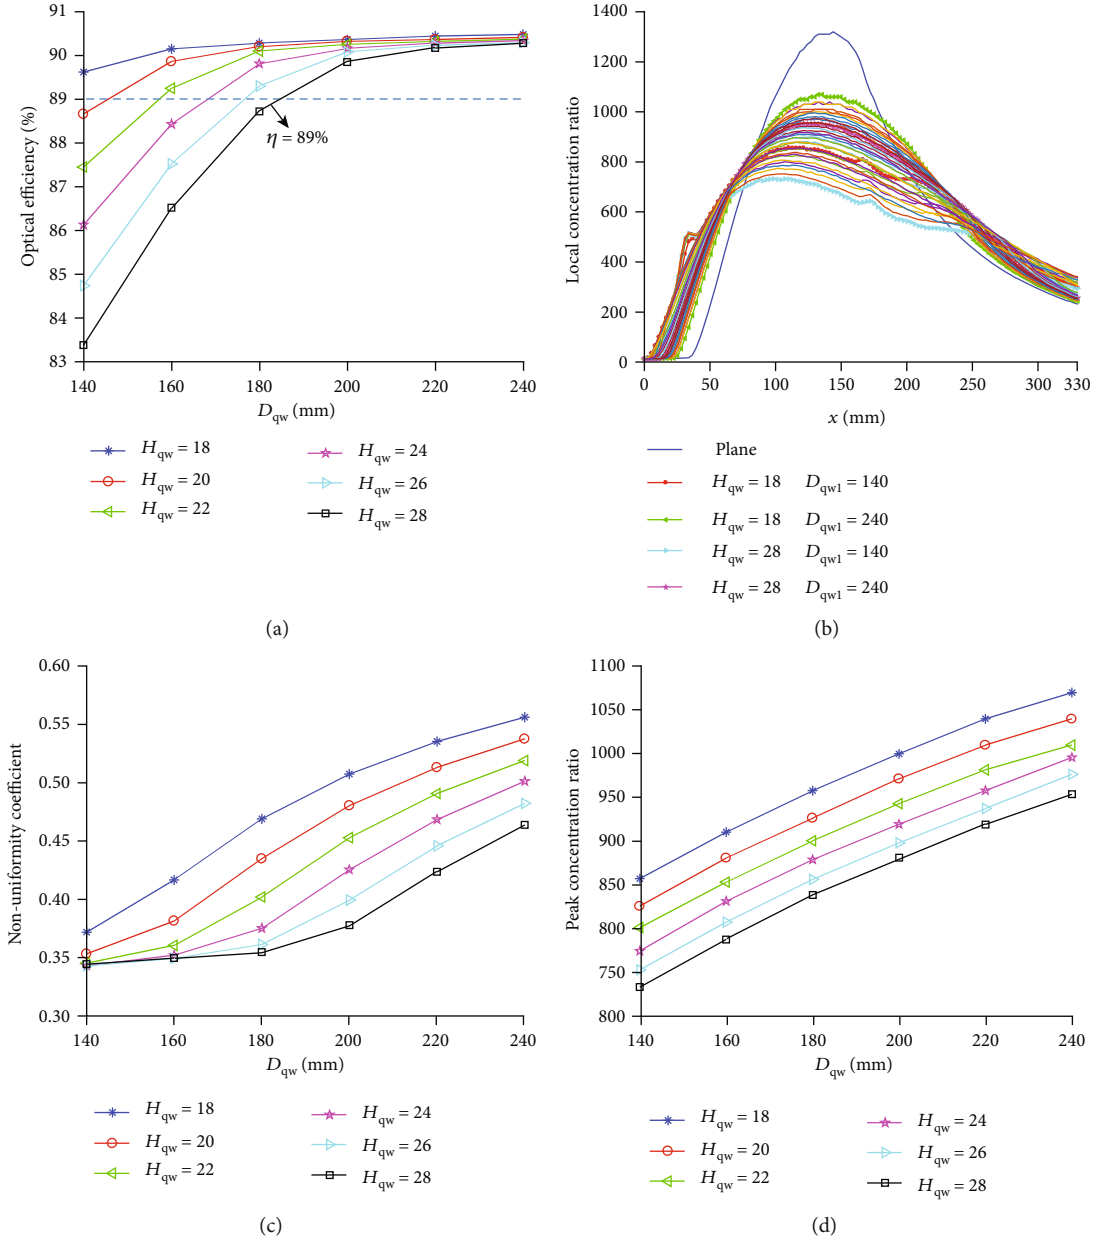 91
90
89
88
87
86
85
84
83
Optical efficiency (%)
η = 89%
140 160 180 200 220 240
D_qw (mm)
H_qw = 18
H_qw = 20
H_qw = 22
H_qw = 24
H_qw = 26
H_qw = 28
(a)
1400
1200
1000
800
600
400
200
0
Local concentration ratio
0 50 100 150 200 250 300 330
x (mm)
Plane
H_qw = 18 D_qw1 = 140
H_qw = 18 D_qw1 = 240
H_qw = 28 D_qw1 = 140
H_qw = 28 D_qw1 = 240
(b)
0.60
0.55
0.50
0.45
0.40
0.35
0.30
Non-uniformity coefficient
140 160 180 200 220 240
D_qw (mm)
H_qw = 18
H_qw = 20
H_qw = 22
H_qw = 24
H_qw = 26
H_qw = 28
(c)
1100
1050
1000
950
900
850
800
750
800
Peak concentration ratio
140 160 180 200 220 240
D_qw (mm)
H_qw = 18
H_qw = 20
H_qw = 22
H_qw = 24
H_qw = 26
H_qw = 28
(d)